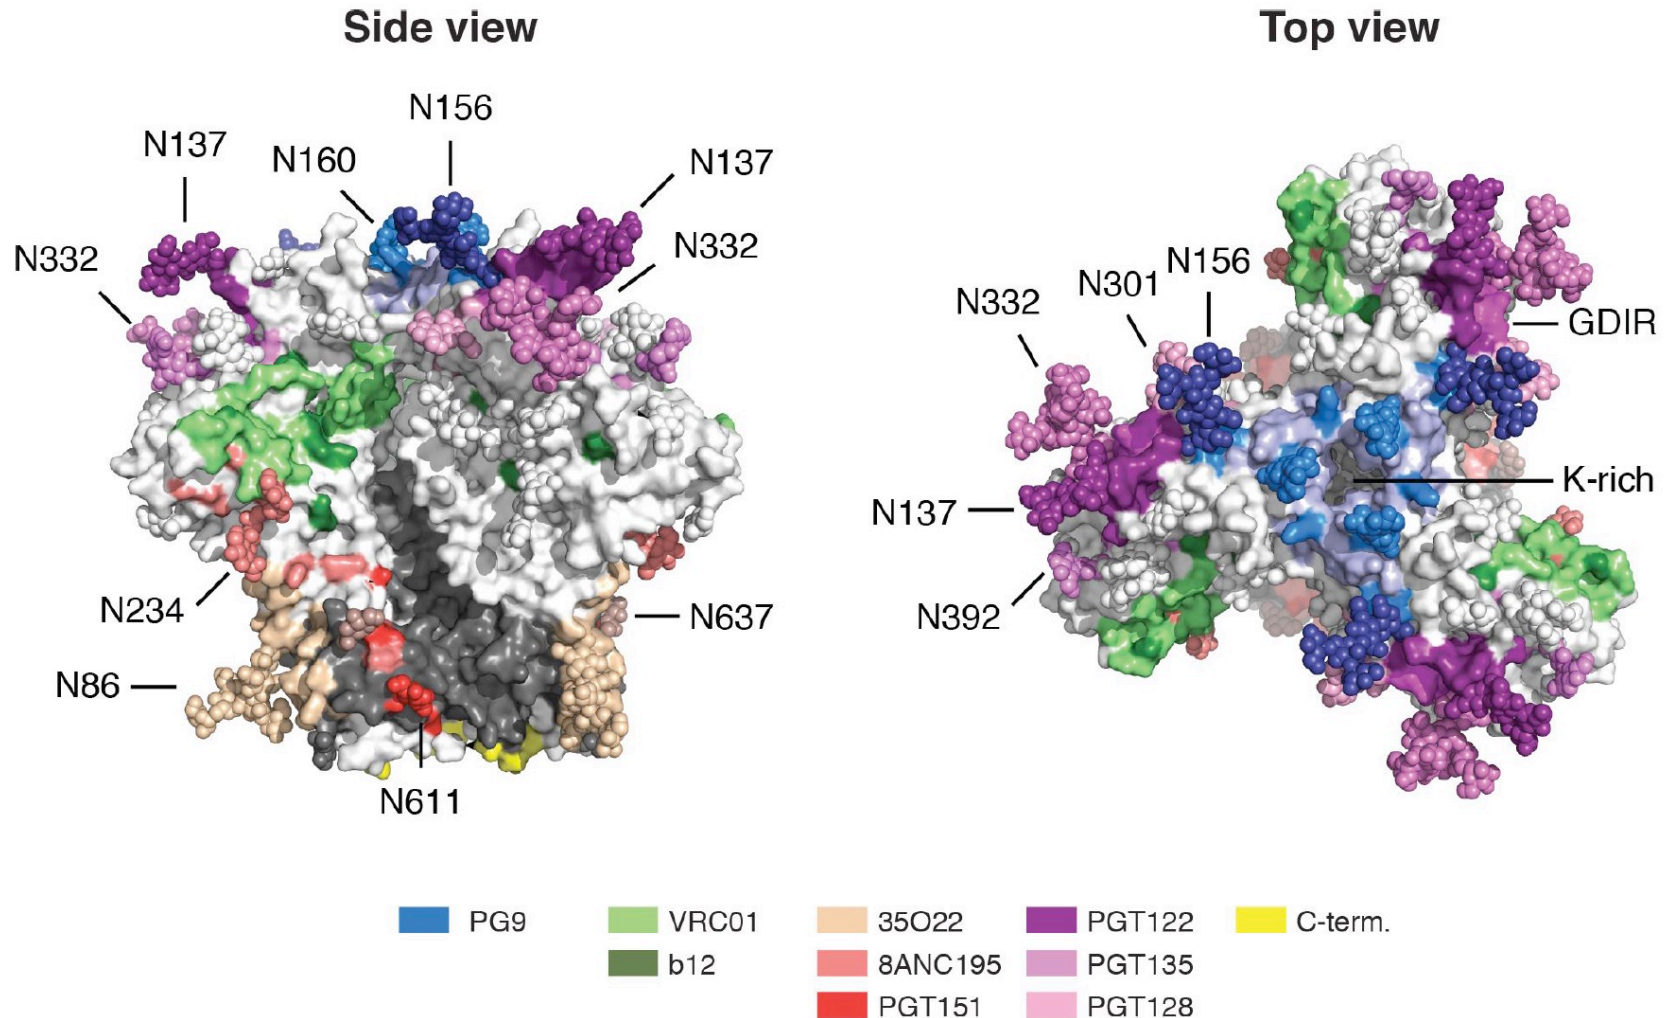 Side view
Top view
N156
N137
N160
N137
N332
N332
N234
N637
N86
N611
N156
N301
N332
GDIR
K-rich
N137
N392
PG9
VRC01
35O22
PGT122
C-term.
b12
8ANC195
PGT135
PGT151
PGT128